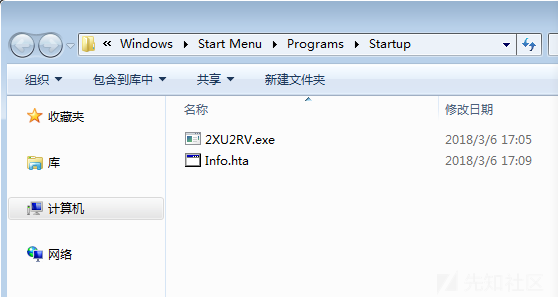 « Windows ▸ Start Menu ▸ Programs ▸ Startup
组织 包含到库中 共享 新建文件夹
收藏夹
库
计算机
网络
名称 修改日期
2XU2RV.exe 2018/3/6 17:05
Info.hta 2018/3/6 17:09
先知社区